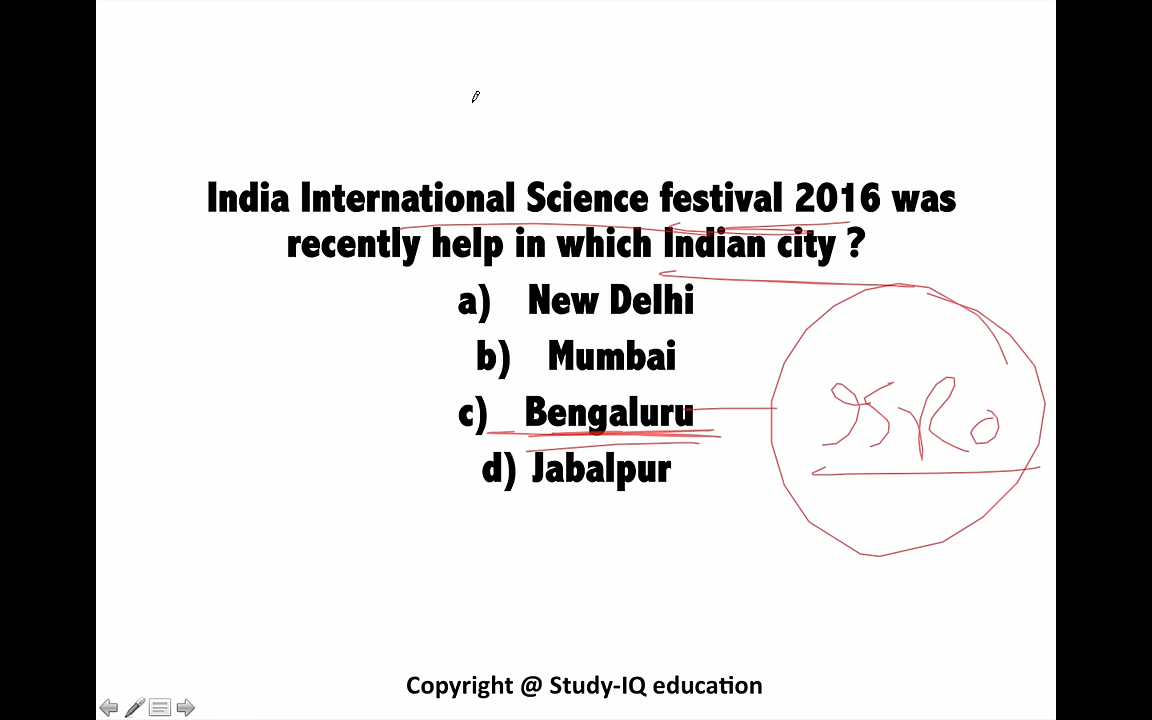 India International Science festival 2016 was
recently help in which Indian city ?
a) New Delhi
b) Mumbai
c) Bengaluru
d) Jabalpur
ISRO
Copyright @ Study-IQ education